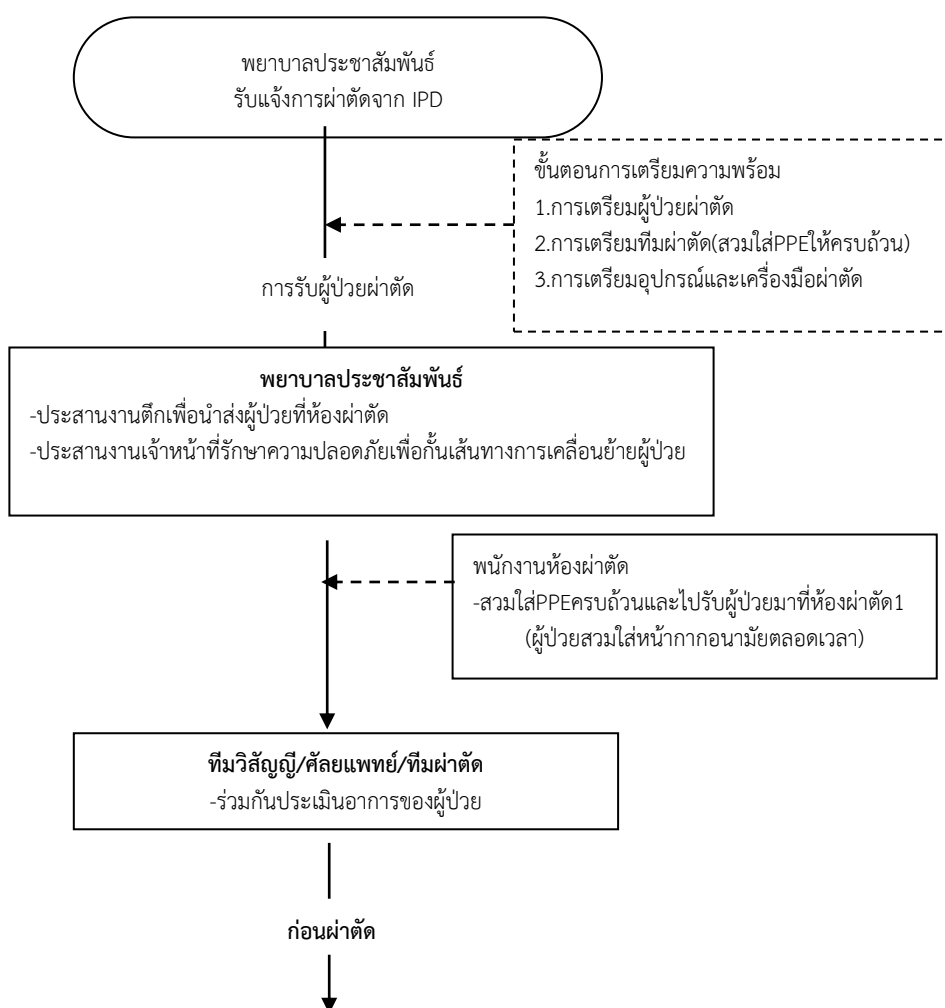 พยาบาลประชาสัมพันธ์
รับแจ้งการผ่าตัดจาก IPD
ขั้นตอนการเตรียมความพร้อม
1.การเตรียมผู้ป่วยผ่าตัด
2.การเตรียมทีมผ่าตัด(สวมใส่PPEให้ครบถ้วน)
3.การเตรียมอุปกรณ์และเครื่องมือผ่าตัด
การรับผู้ป่วยผ่าตัด
พยาบาลประชาสัมพันธ์
-ประสานงานตึกเพื่อนำส่งผู้ป่วยที่ห้องผ่าตัด
-ประสานงานเจ้าหน้าที่รักษาความปลอดภัยเพื่อกั้นเส้นทางการเคลื่อนย้ายผู้ป่วย
พนักงานห้องผ่าตัด
-สวมใส่PPEครบถ้วนและไปรับผู้ป่วยมาที่ห้องผ่าตัด1
(ผู้ป่วยสวมใส่หน้ากากอนามัยตลอดเวลา)
ทีมวิสัญญี/ศัลยแพทย์/ทีมผ่าตัด
-ร่วมกันประเมินอาการของผู้ป่วย
ก่อนผ่าตัด